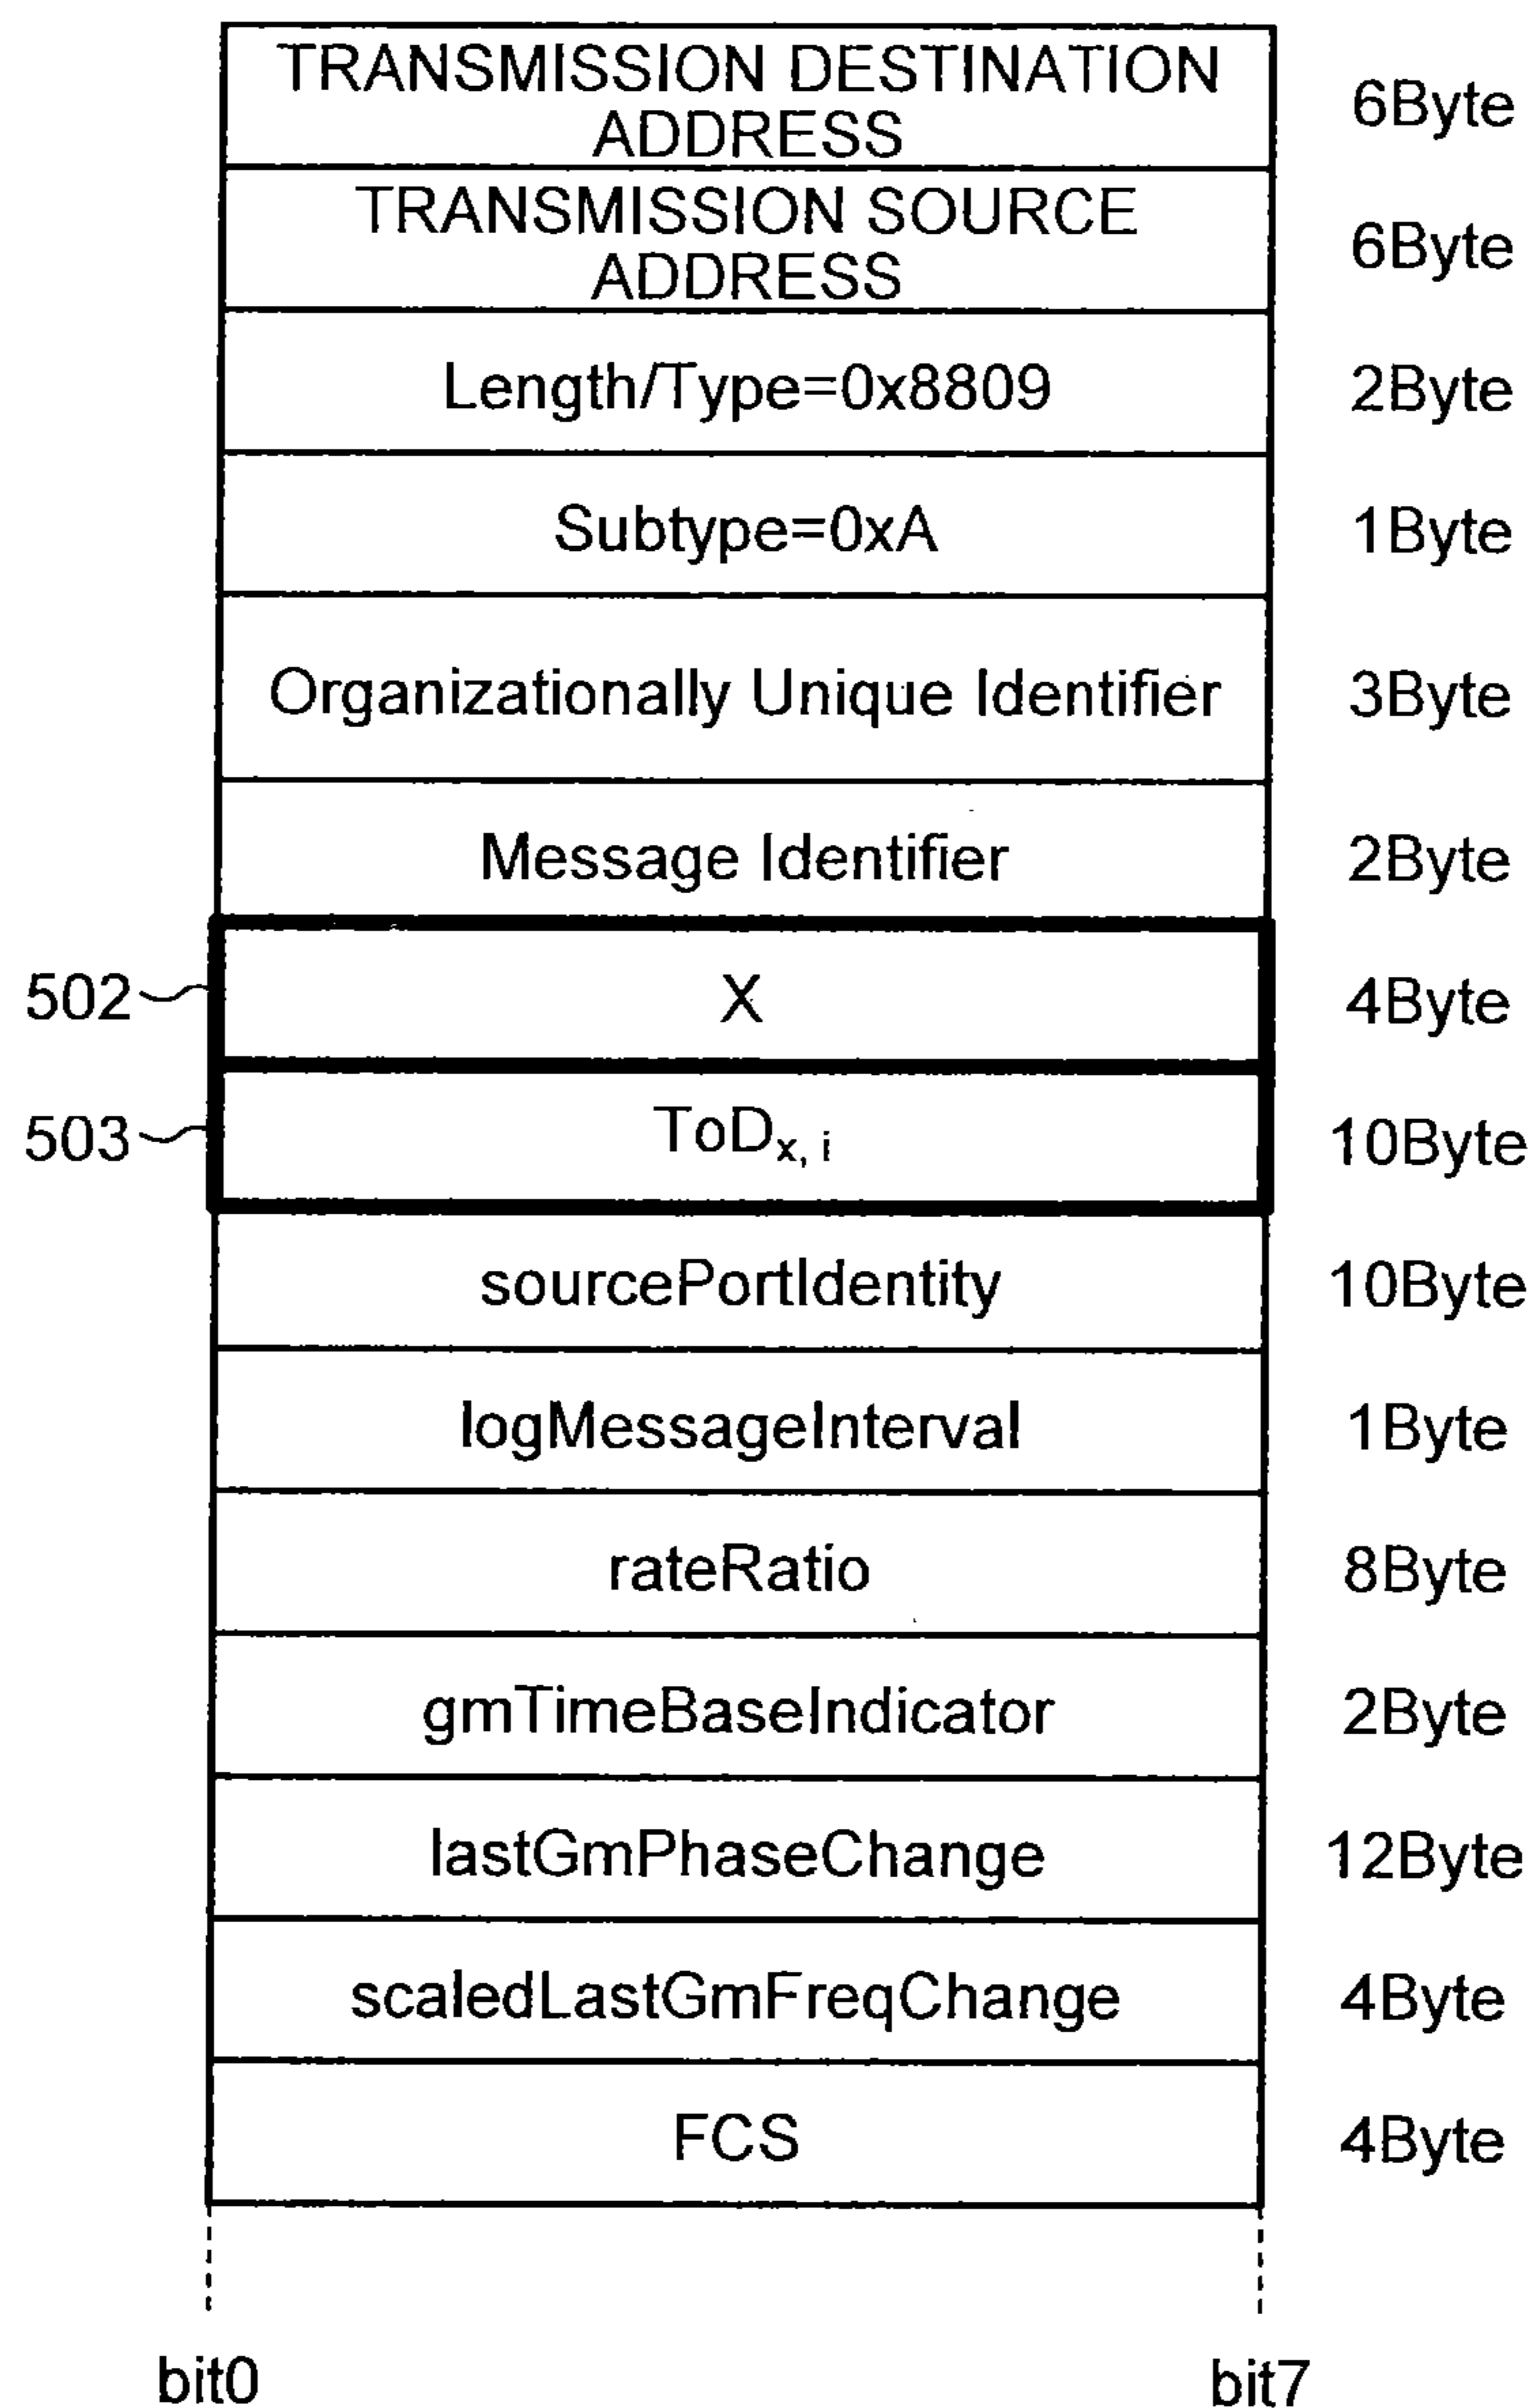 TRANSMISSION DESTINATION
ADDRESS
6Byte
TRANSMISSION SOURCE
ADDRESS
6Byte
Length/Type=0x8809
2Byte
Subtype=0xA
1Byte
Organizationally Unique Identifier
3Byte
Message Identifier
2Byte
502
X
4Byte
503
ToDx, i
10Byte
sourcePortIdentity
10Byte
logMessageInterval
1Byte
rateRatio
8Byte
gmTimeBaseIndicator
2Byte
lastGmPhaseChange
12Byte
scaledLastGmFreqChange
4Byte
FCS
4Byte
bit0
bit7